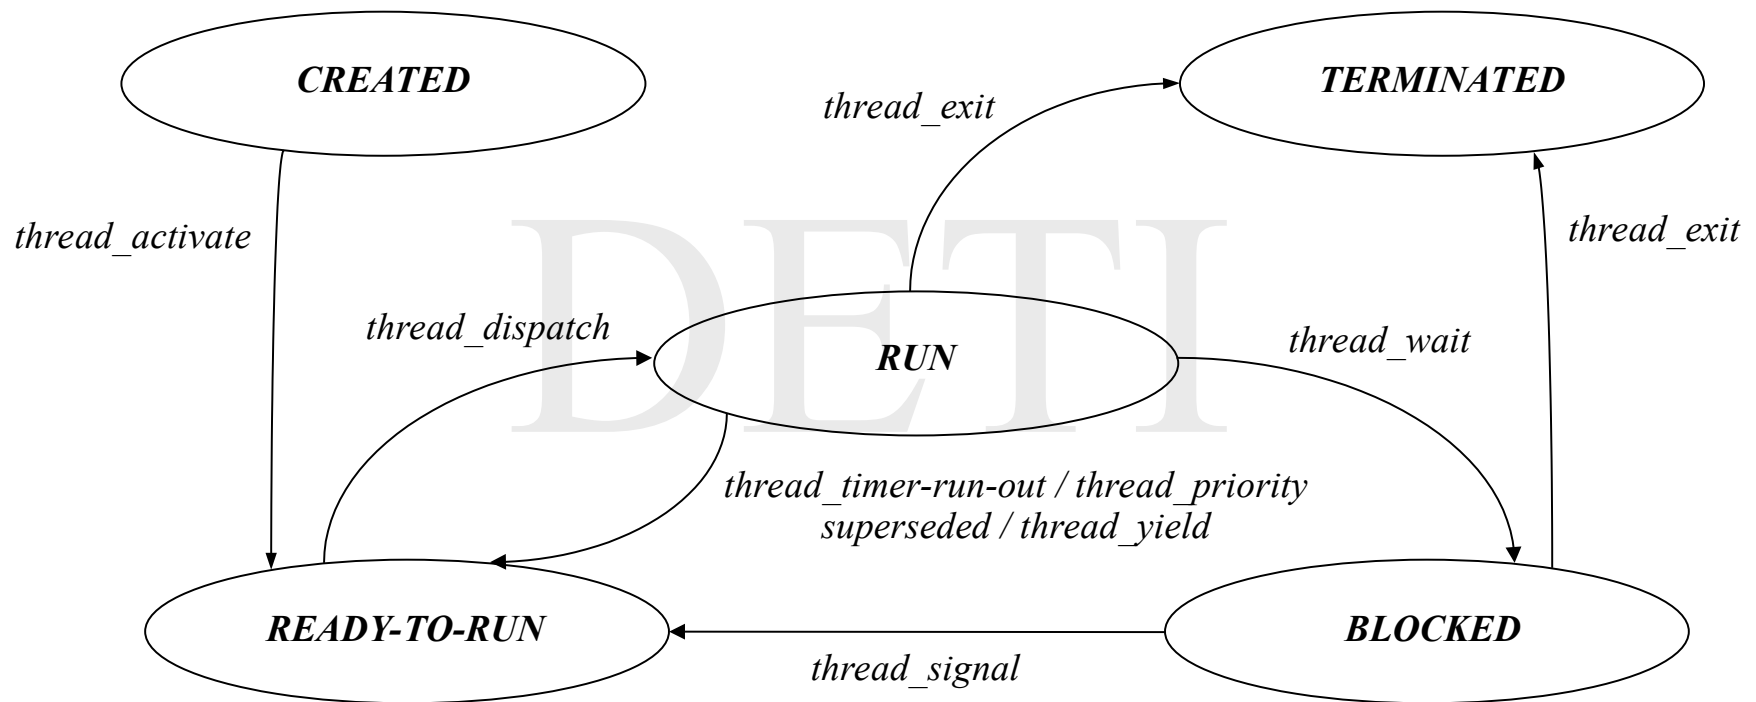 CREATED
TERMINATED
thread_exit
thread_activate
thread_exit
DETI
thread_dispatch
RUN
thread_wait
thread_timer-run-out / thread_priority
superseded / thread_yield
READY-TO-RUN
BLOCKED
thread_signal